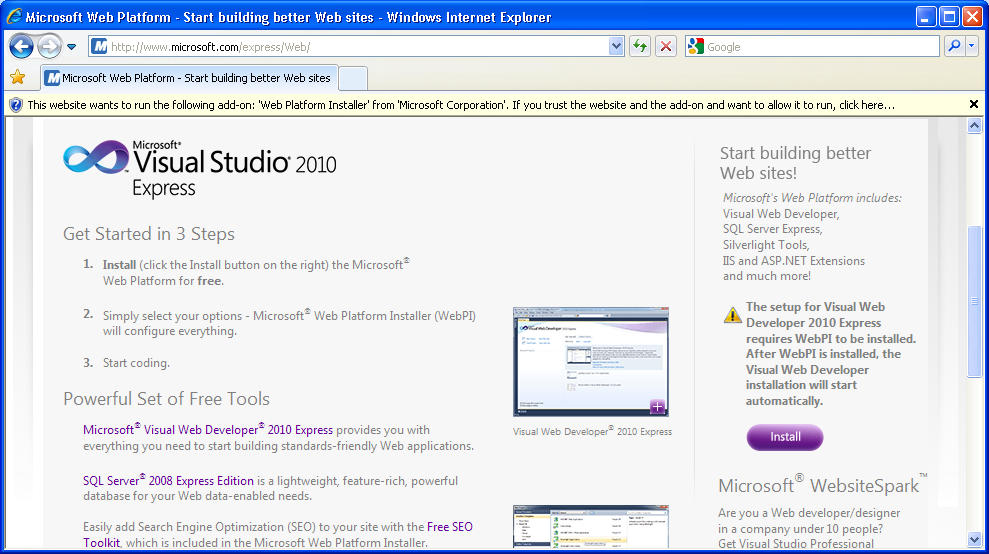 Microsoft Web Platform - Start building better Web sites - Windows Internet Explorer
http://www.microsoft.com/express/Web/
Google
Microsoft Web Platform - Start building better Web sites
This website wants to run the following add-on: 'Web Platform Installer' from 'Microsoft Corporation'. If you trust the website and the add-on and want to allow it to run, click here...
Microsoft®
Visual Studio® 2010
Express
Get Started in 3 Steps
1. Install (click the Install button on the right) the Microsoft®
Web Platform for free.
2. Simply select your options - Microsoft® Web Platform Installer (WebPI)
will configure everything.
3. Start coding.
Visual Web Developer® 2010 Express
Powerful Set of Free Tools
Microsoft® Visual Web Developer® 2010 Express provides you with
everything you need to start building standards-friendly Web applications.
SQL Server® 2008 Express Edition is a lightweight, feature-rich, powerful
database for your Web data-enabled needs.
Easily add Search Engine Optimization (SEO) to your site with the Free SEO
Toolkit, which is included in the Microsoft Web Platform Installer.
Start building better
Web sites!
Microsoft's Web Platform includes:
Visual Web Developer,
SQL Server Express,
Silverlight Tools,
IIS and ASP.NET Extensions
and much more!
The setup for Visual Web
Developer 2010 Express
requires WebPI to be installed.
After WebPI is installed, the
Visual Web Developer
installation will start
automatically.
Install
Microsoft® WebsiteSpark™
Are you a Web developer/designer
in a company under 10 people?
Get Visual Studio Professional